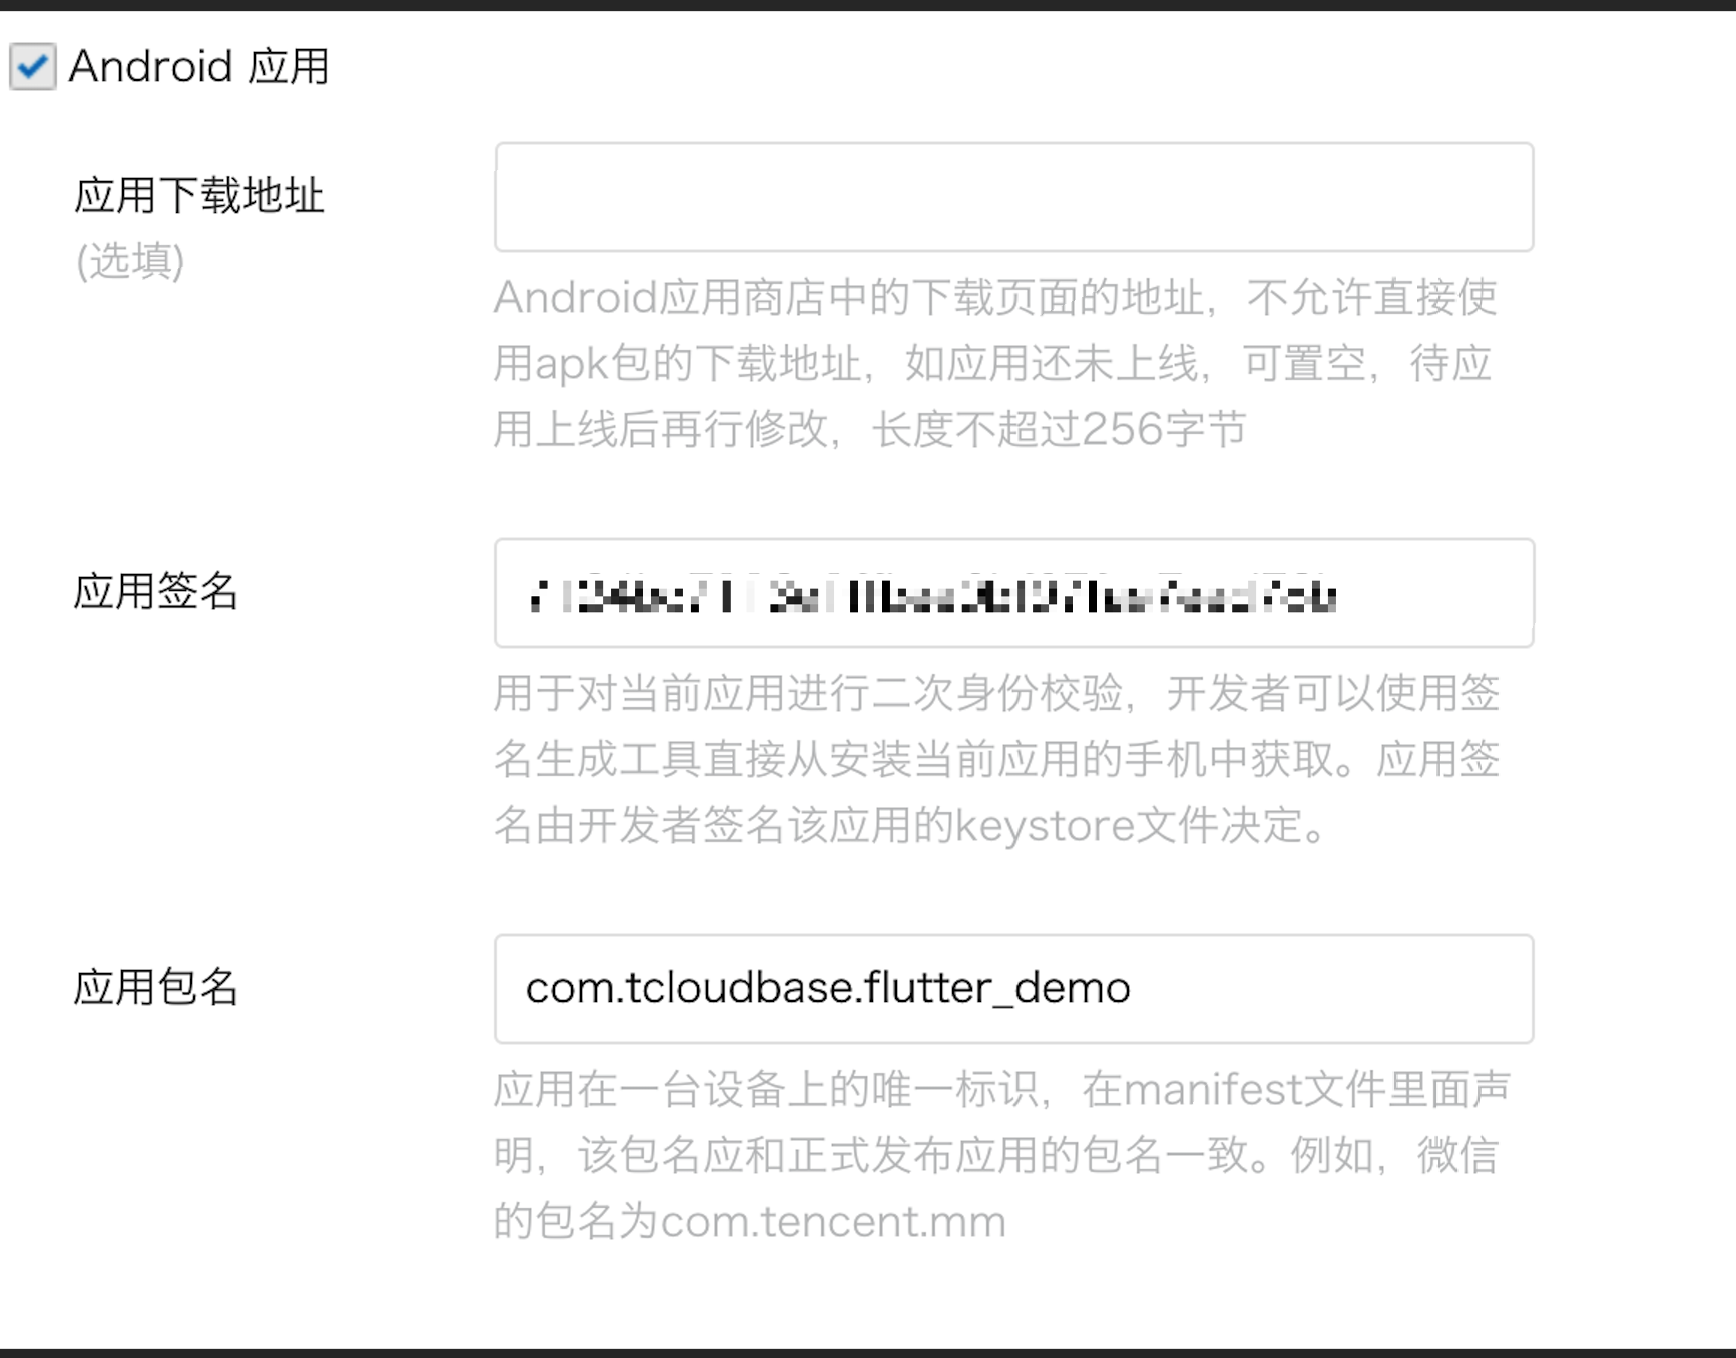 Android 应用
应用下载地址
(选填)
Android应用商店中的下载页面的地址，不允许直接使
用apk包的下载地址，如应用还未上线，可置空，待应
用上线后再行修改，长度不超过256字节
应用签名
用于对当前应用进行二次身份校验，开发者可以使用签
名生成工具直接从安装当前应用的手机中获取。应用签
名由开发者签名该应用的keystore文件决定。
应用包名
com.tcloudbase.flutter_demo
应用在一台设备上的唯一标识，在manifest文件里面声
明，该包名应和正式发布应用的包名一致。例如，微信
的包名为com.tencent.mm